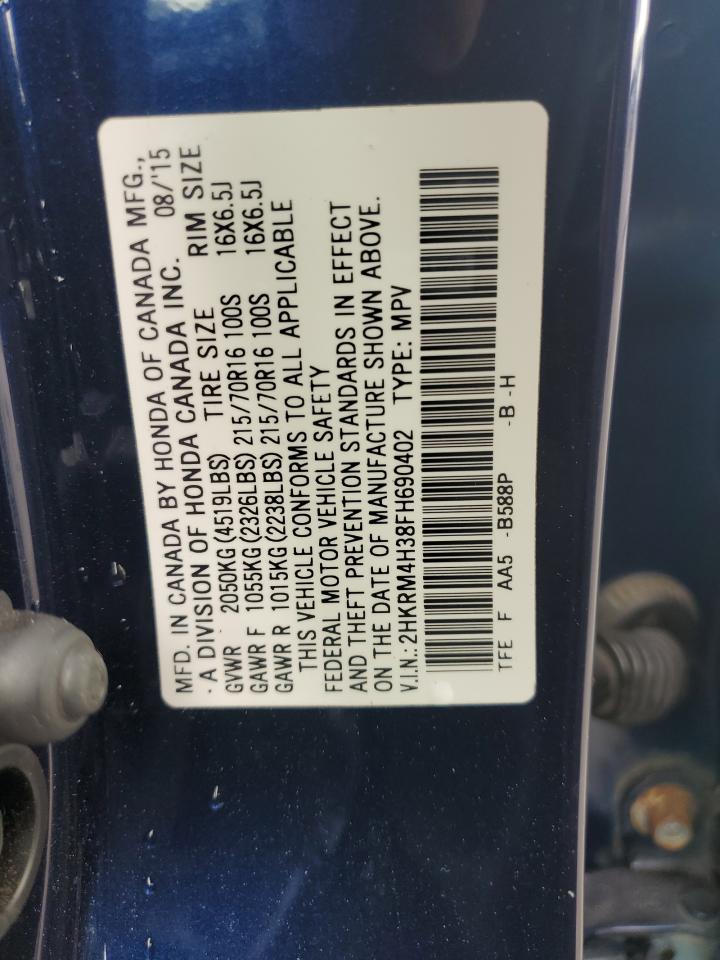 MFD. IN CANADA BY HONDA OF CANADA MFG.,
·A DIVISION OF HONDA CANADA INC. 08/'15
GVWR 2050KG(4519LBS) TIRE SIZE RIM SIZE
GAWR F 1055KG(2326LBS)215/70R16 100S 16X6.5J
GAWR R 1015KG(2238LBS)215/70R16 100S 16X6.5J
THIS VEHICLE CONFORMS TO ALL APPLICABLE
FEDERAL MOTOR VEHICLE SAFETY
AND THEFT PREVENTION STANDARDS IN EFFECT
ON THE DATE OF MANUFACTURE SHOWN ABOVE.
V.I.N.: 2HKRM4H38FH690402 TYPE: MPV
TFE F AA5 -B588P -B -H